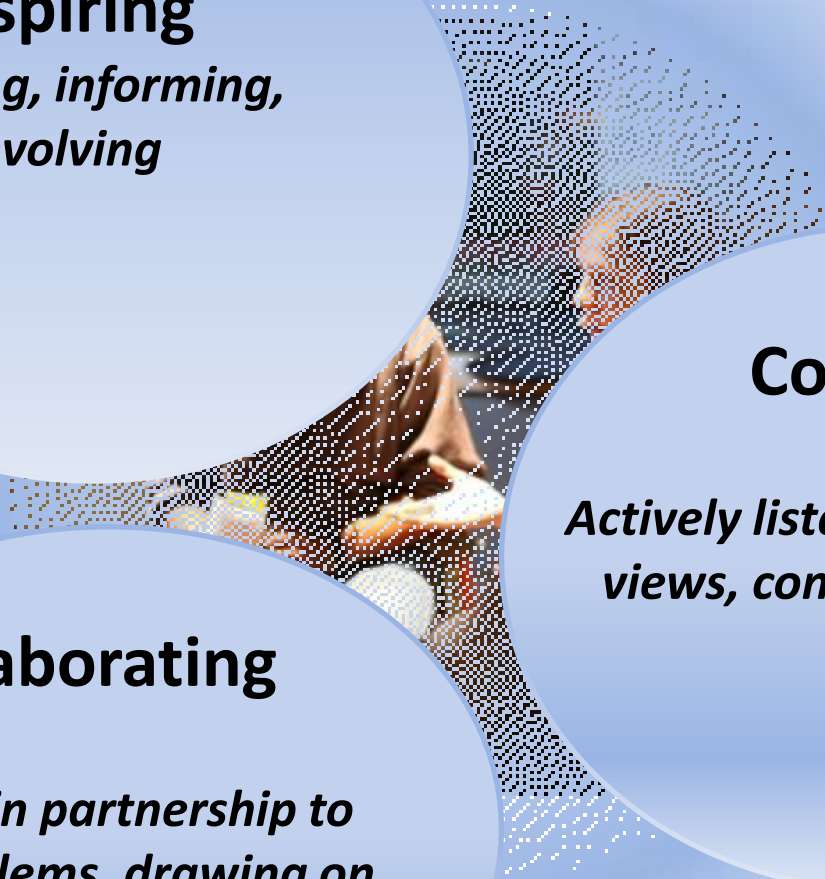 spiring
g, informing,
volving
Co
Actively liste
views, con
aborating
in partnership to
lems, drawing on